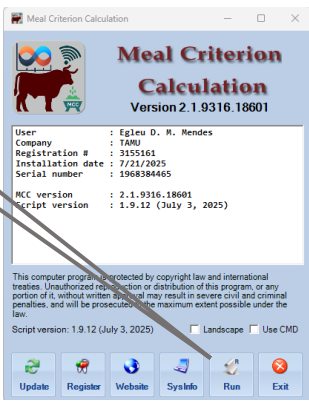 Meal Criterion Calculation
Meal Criterion
Calculation
Version 2.1.9316.18601
MCC
User : Egleu D. M. Mendes
Company : TAMU
Registration # : 3155161
Installation date : 7/21/2025
Serial number : 1968384465
MCC version : 2.1.9316.18601
Script version : 1.9.12 (July 3, 2025)
This computer program is protected by copyright law and international
treaties. Unauthorized reproduction or distribution of this program, or any
portion of it, without written approval may result in severe civil and criminal
penalties, and will be prosecuted to the maximum extent possible under the
law.
Script version: 1.9.12 (July 3, 2025) Landscape Use CMD
Update Register Website SysInfo Run Exit